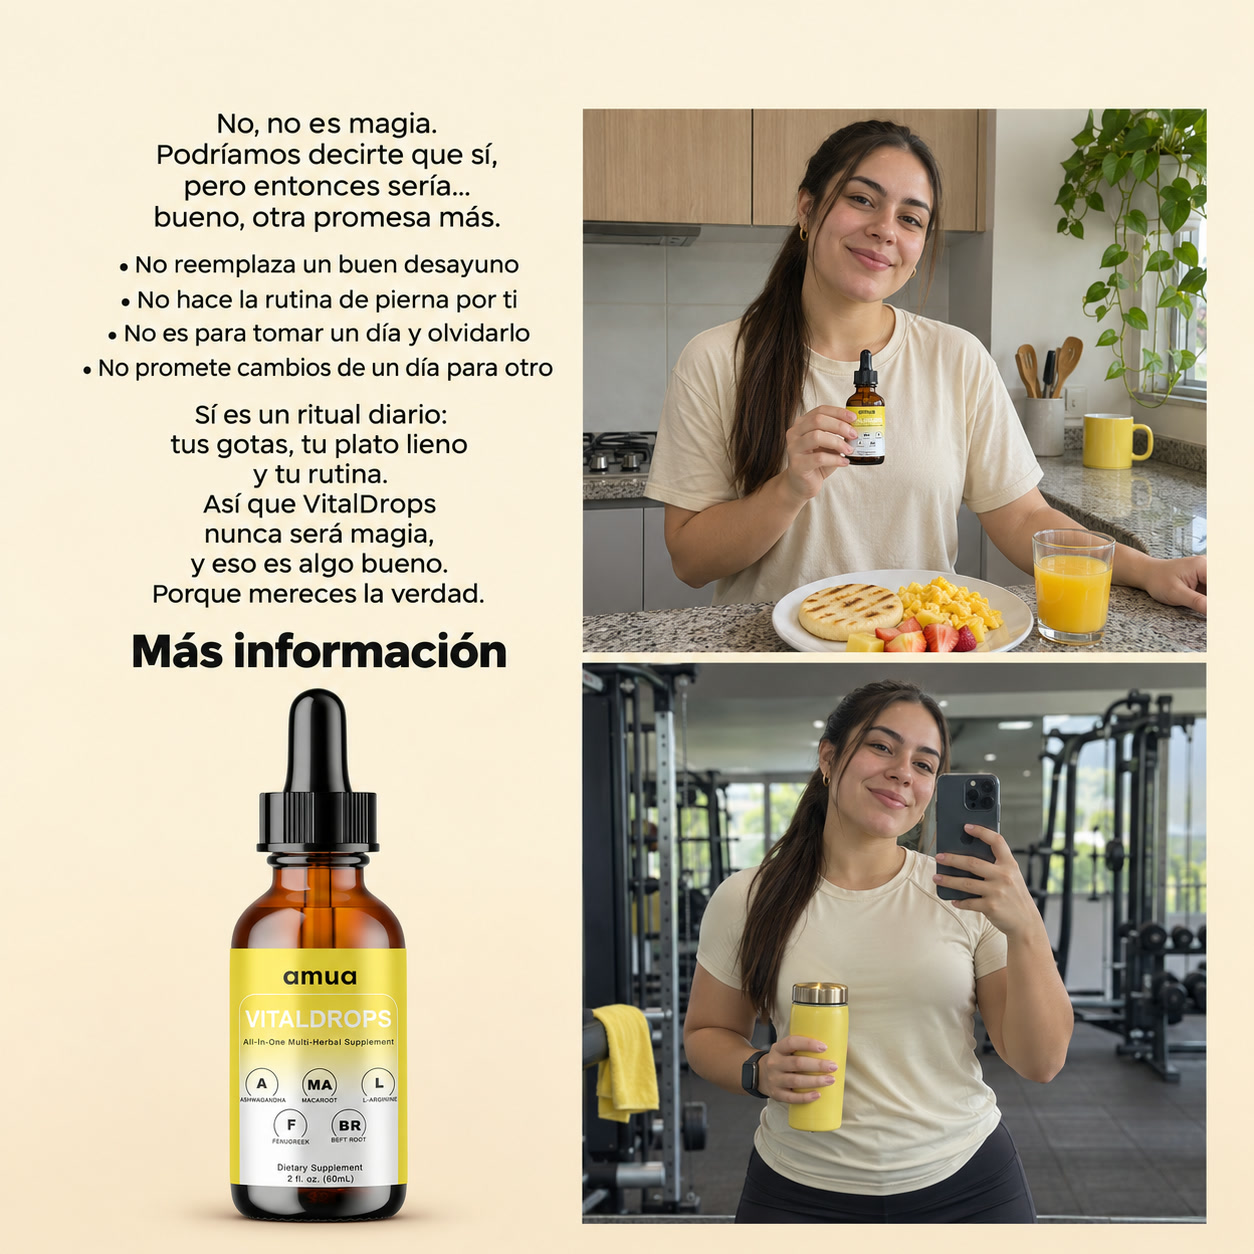 No, no es magia.
Podríamos decirte que sí,
pero entonces sería...
bueno, otra promesa más.
• No reemplaza un buen desayuno
• No hace la rutina de pierna por ti
• No es para tomar un día y olvidarlo
• No promete cambios de un día para otro
Sí es un ritual diario:
tus gotas, tu plato lleno
y tu rutina.
Así que VitalDrops
nunca será magia,
y eso es algo bueno.
Porque mereces la verdad.
Más información
amua
VITALDROPS
All-In-One Multi-Herbal Supplement
A MA L
ASHWAGANDHA MACAROOT L-ARGININE
F BR
FENUGREEK BEFT ROOT
Dietary Supplement
2 fl. oz. (60mL)
amua